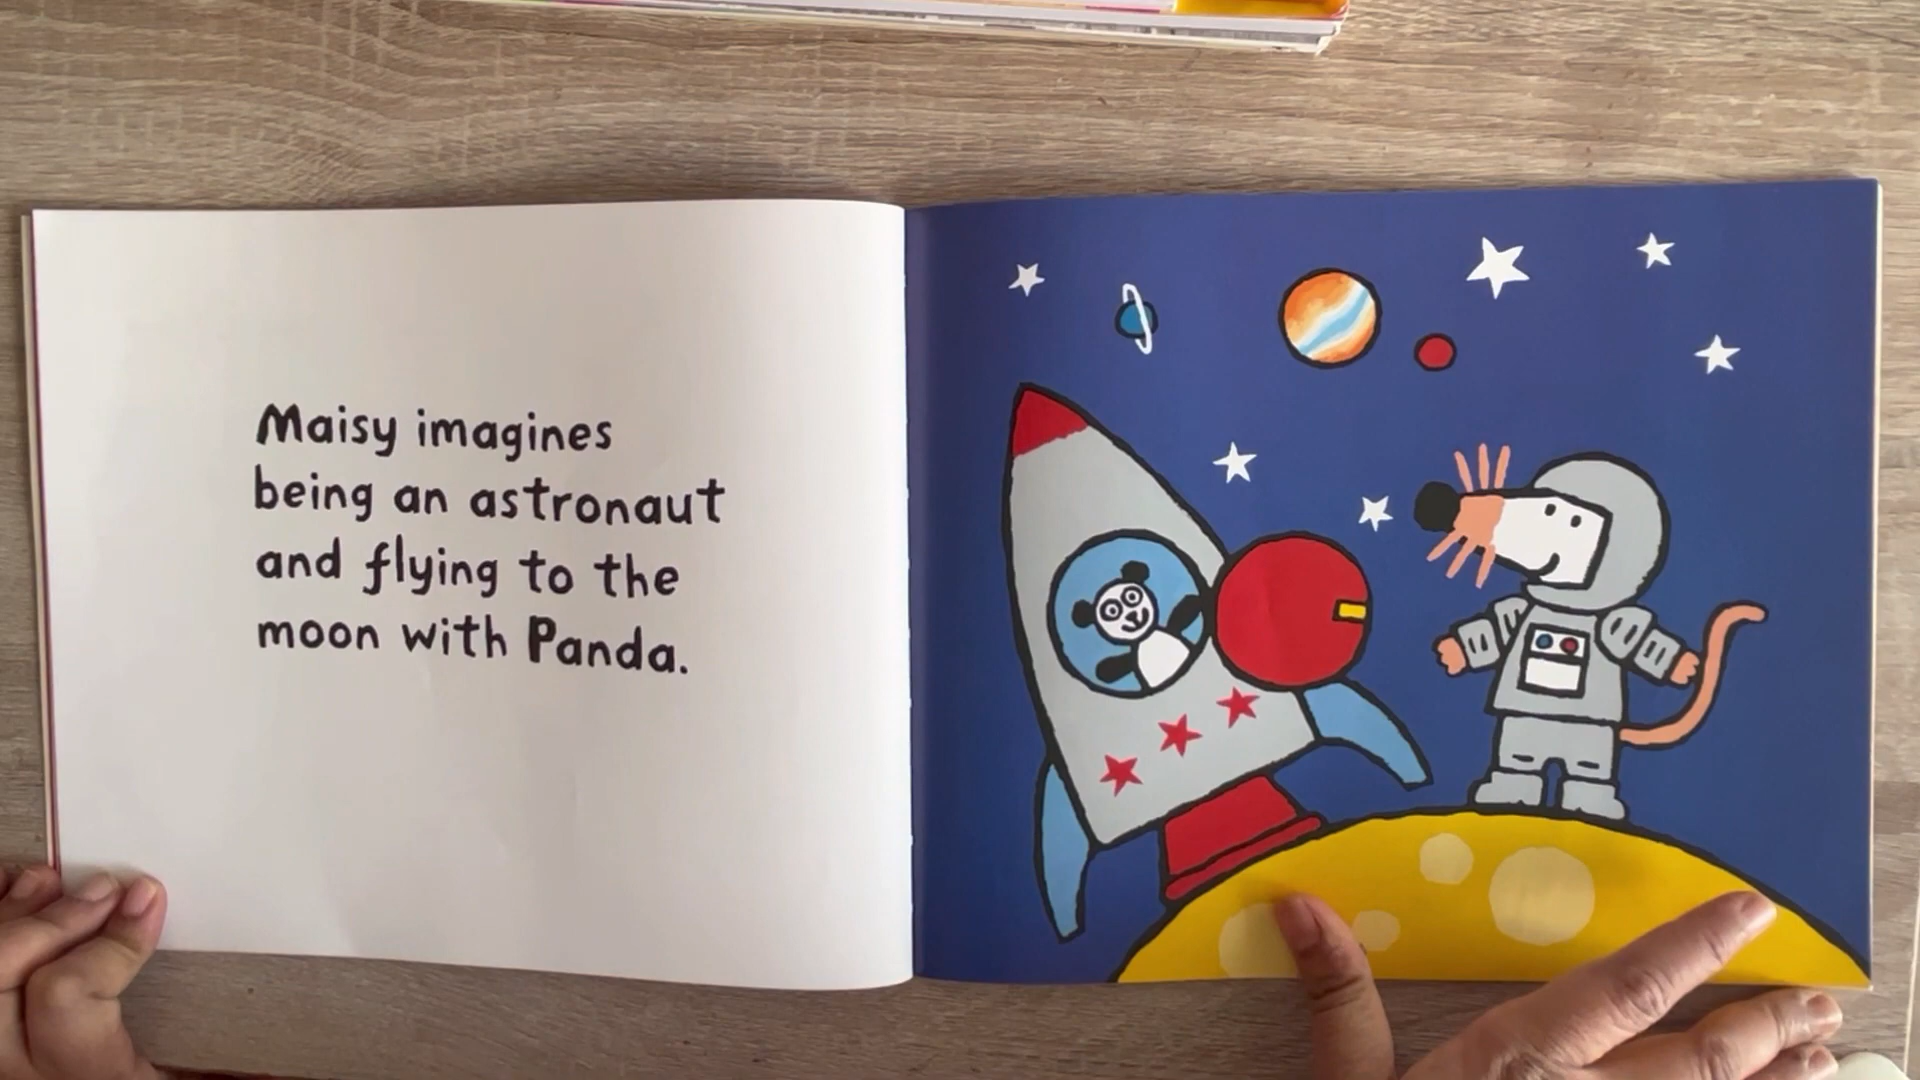 Maisy imagines
being an astronaut
and flying to the
moon with Panda.